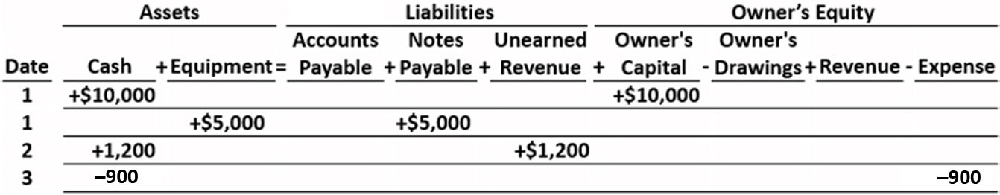 Assets Liabilities Owner’s Equity
Accounts Notes Unearned Owner's Owner's
Date Cash + Equipment = Payable + Payable + Revenue + Capital - Drawings + Revenue - Expense
1 +$10,000 +$10,000
1 +$5,000 +$5,000
2 +1,200 +$1,200
3 –900 –900